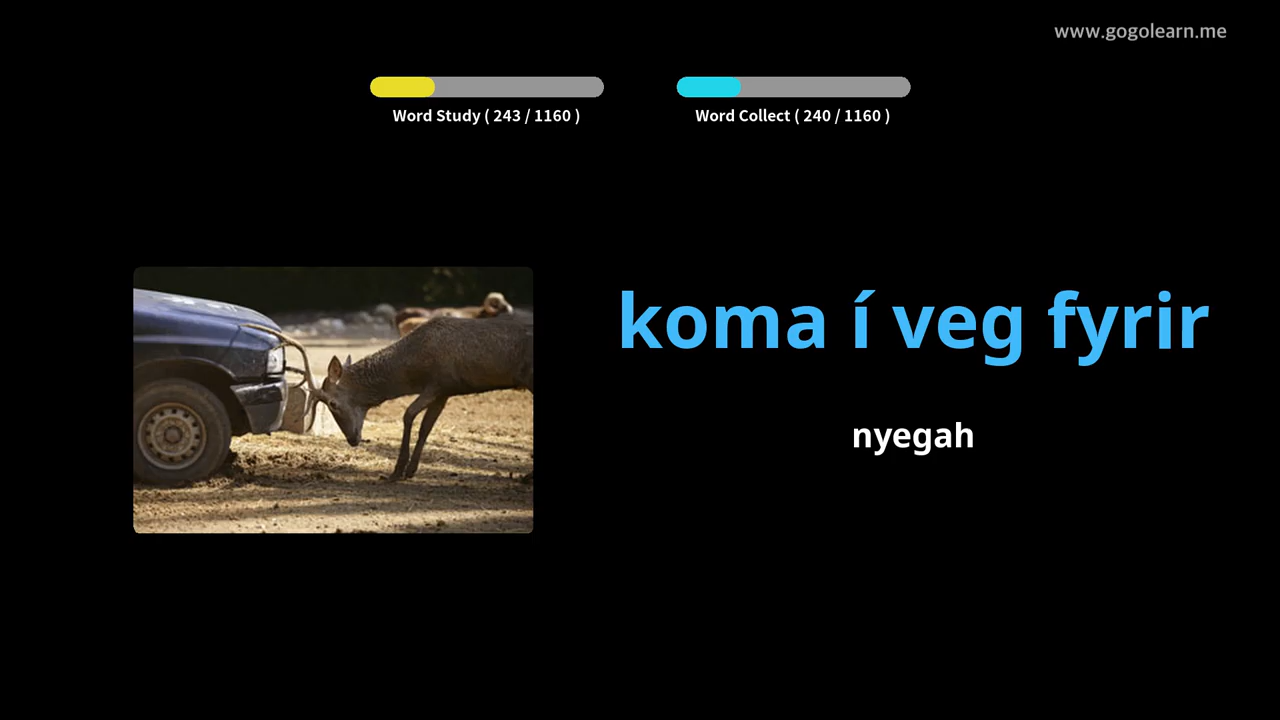 www.gogolearn.me
Word Study ( 243 / 1160 )
Word Collect ( 240 / 1160 )
koma í veg fyrir
nyegah